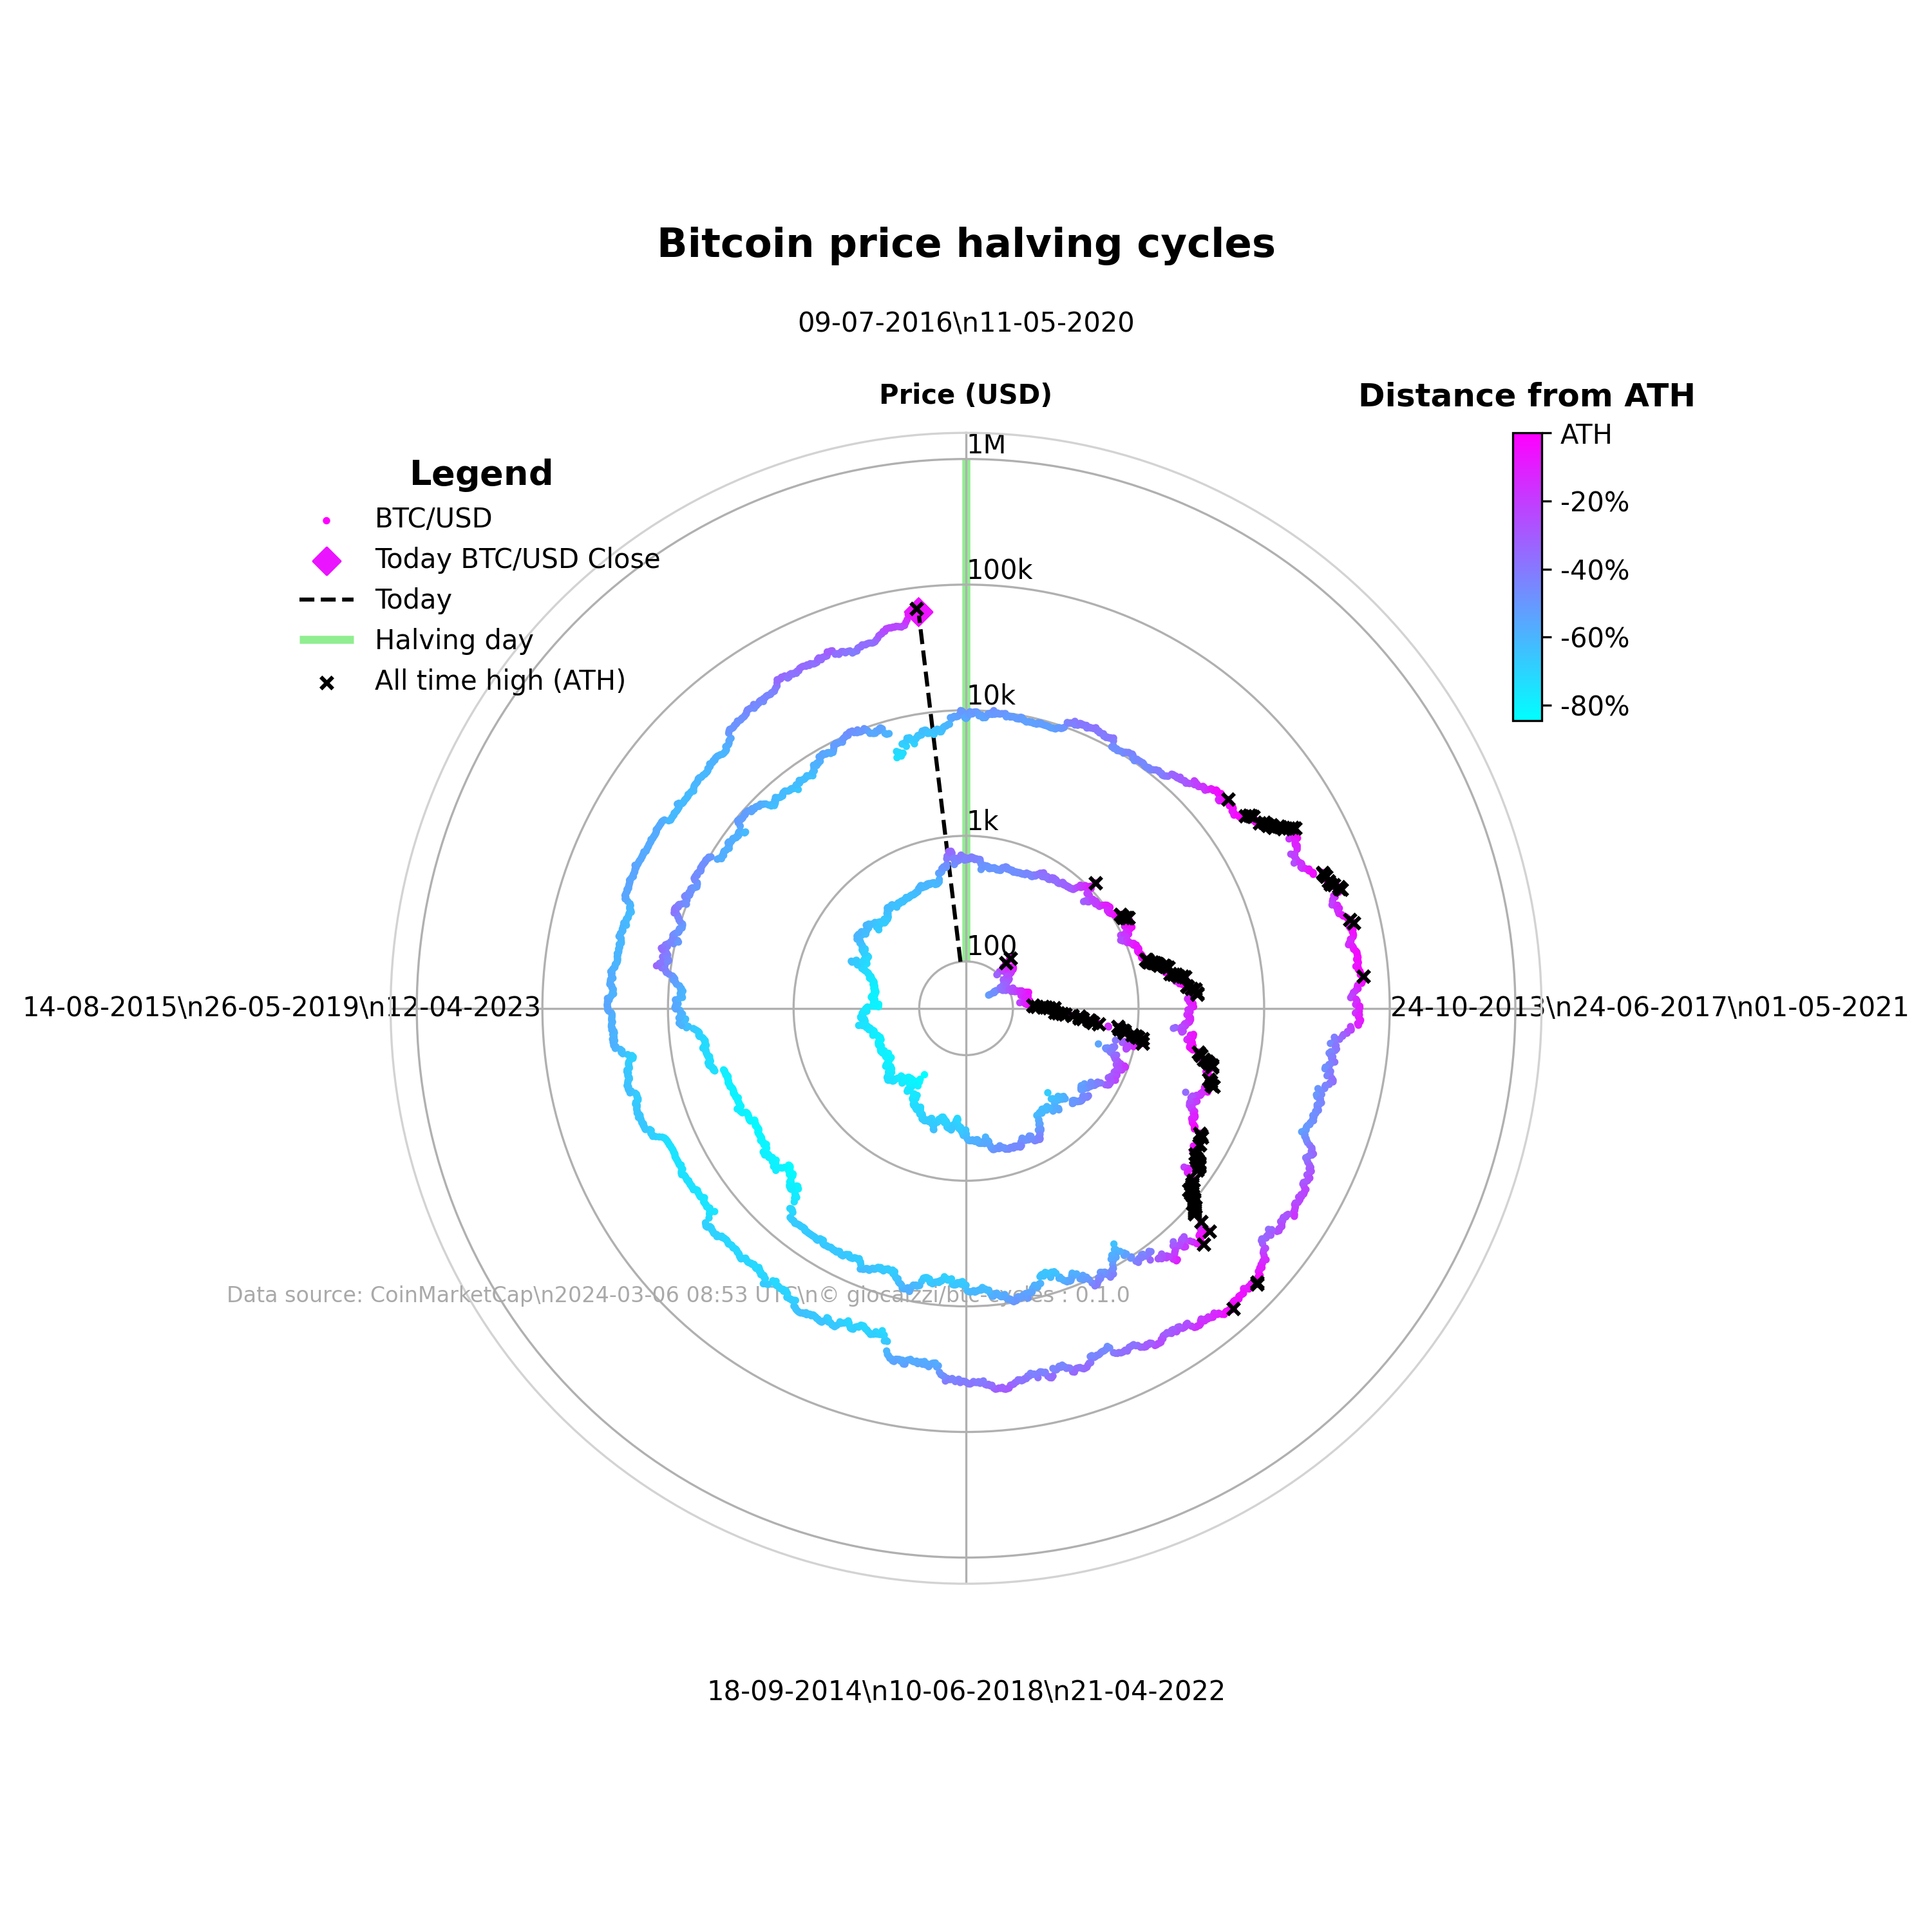 Bitcoin price halving cycles
09-07-2016\n11-05-2020
Price (USD)
Distance from ATH
1M
ATH
Legend
-20%
BTC/USD
Today BTC/USD Close
100k
-40%
Today
Halving day
-60%
All time high (ATH)
10k
-80%
1k
100
14-08-2015\n26-05-2019\n12-04-2023
24-10-2013\n24-06-2017\n01-05-2021
Data source: CoinMarketCap\n2024-03-06 08:53 UTC\n© giocaizzi/btc-cycles : 0.1.0
18-09-2014\n10-06-2018\n21-04-2022